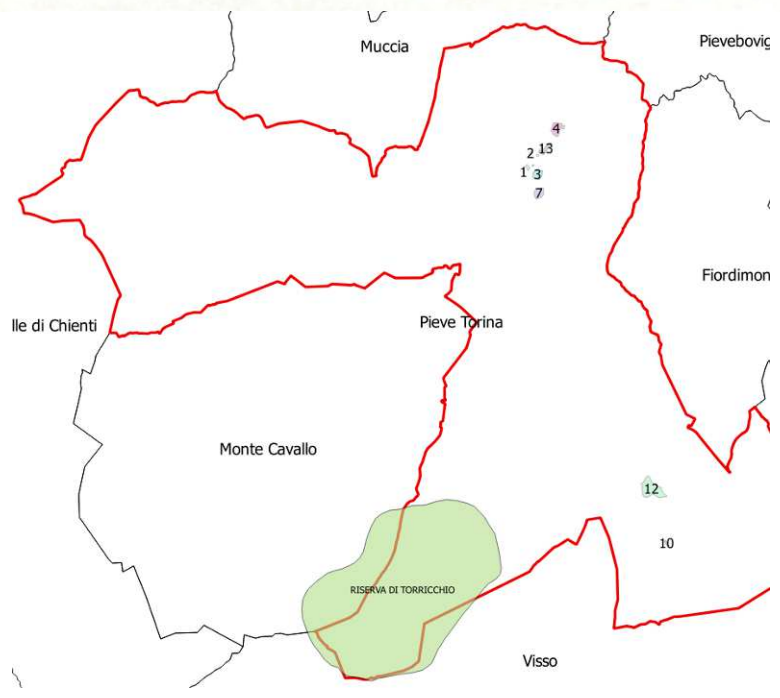 Muccia
Pievebovig
4
13
2
1
3
7
Fiordimon
lle di Chienti
Pieve Torina
Monte Cavallo
12
10
RISERVA DI TORRICCHIO
Visso